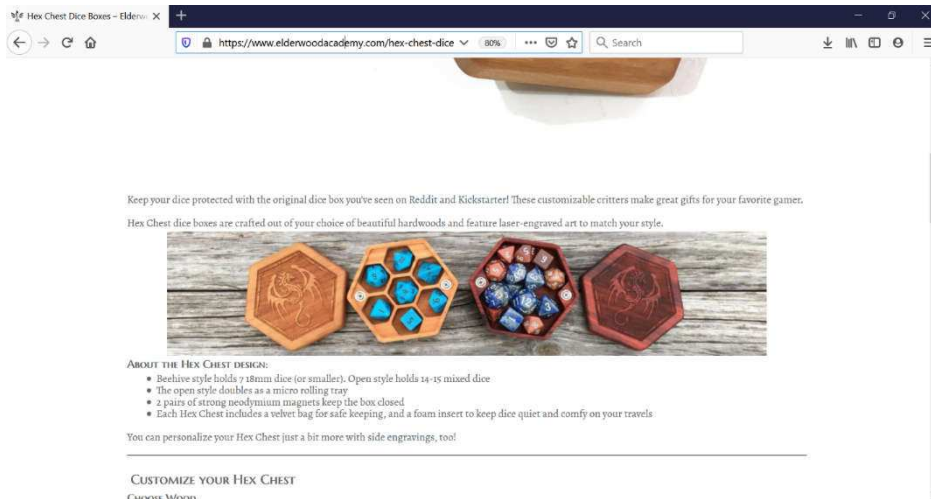 Hex Chest Dice Boxes – Elderw
https://www.elderwoodacademy.com/hex-chest-dice
80%
Search
Keep your dice protected with the original dice box you've seen on Reddit and Kickstarter! These customizable critters make great gifts for your favorite gamer.
Hex Chest dice boxes are crafted out of your choice of beautiful hardwoods and feature laser-engraved art to match your style.
About the Hex Chest design:
Beehive style holds 7 18mm dice (or smaller). Open style holds 14-15 mixed dice
The open style doubles as a micro rolling tray
2 pairs of strong neodymium magnets keep the box closed
Each Hex Chest includes a velvet bag for safe keeping, and a foam insert to keep dice quiet and comfy on your travels
You can personalize your Hex Chest just a bit more with side engravings, too!
Customize your Hex Chest
Choose Wood